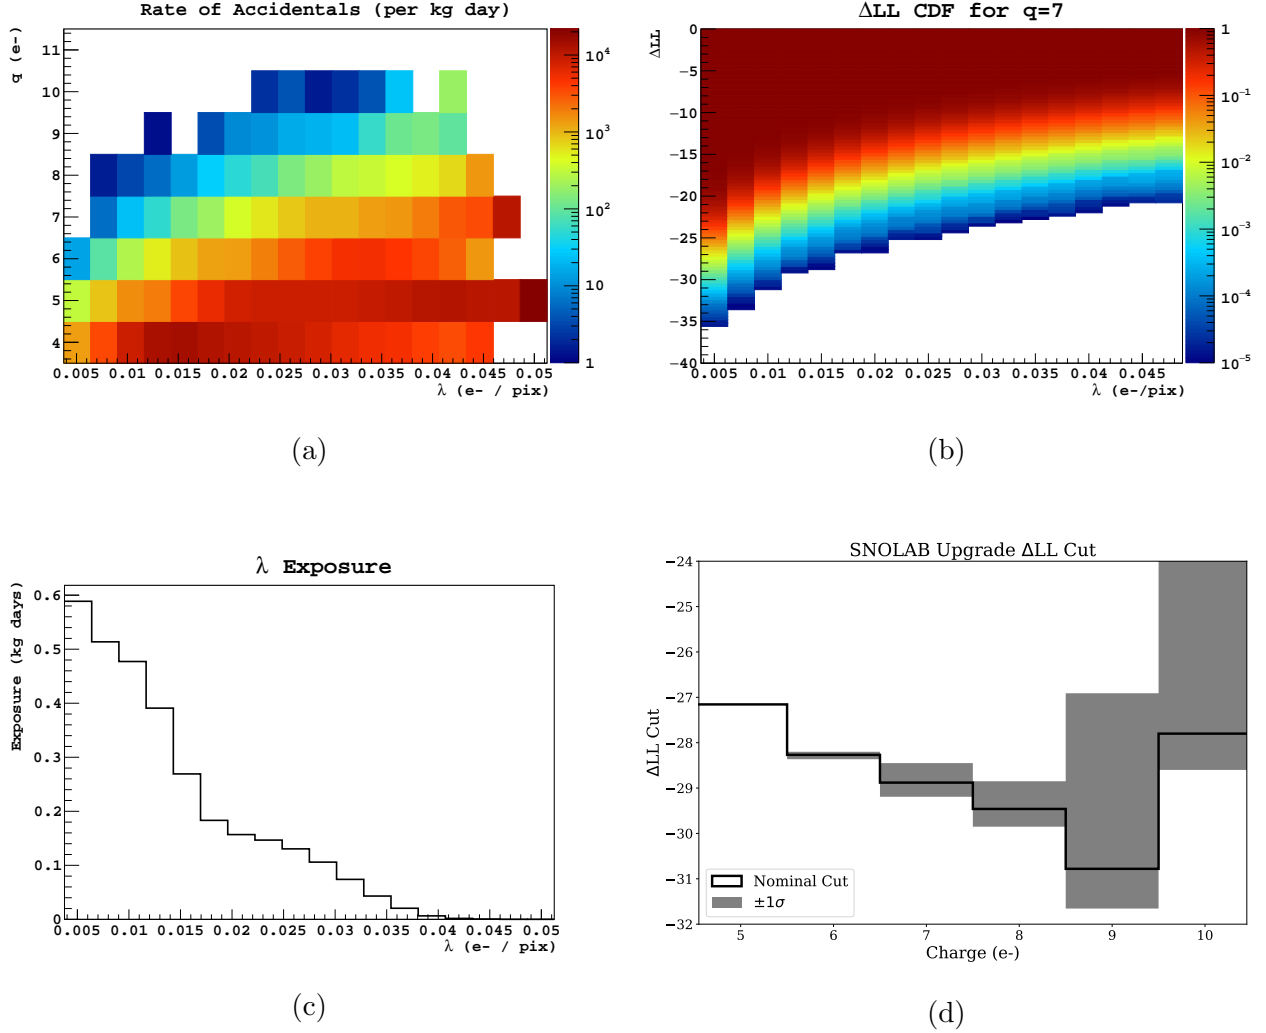 Rate of Accidentals (per kg day)
q (e-)
11
10
9
8
7
6
5
4
0.005 0.01 0.015 0.02 0.025 0.03 0.035 0.04 0.045 0.05
λ (e- / pix)
10⁴
10³
10²
10
1
(a)
ΔLL CDF for q=7
ΔLL
0
−5
−10
−15
−20
−25
−30
−35
−40
0.005 0.01 0.015 0.02 0.025 0.03 0.035 0.04 0.045
λ (e-/pix)
1
10⁻¹
10⁻²
10⁻³
10⁻⁴
10⁻⁵
(b)
λ Exposure
Exposure (kg days)
0.6
0.5
0.4
0.3
0.2
0.1
0
0.005 0.01 0.015 0.02 0.025 0.03 0.035 0.04 0.045 0.05
λ (e- / pix)
(c)
SNOLAB Upgrade ΔLL Cut
ΔLL Cut
−24
−25
−26
−27
−28
−29
−30
−31
−32
Nominal Cut
±1σ
5 6 7 8 9 10
Charge (e-)
(d)